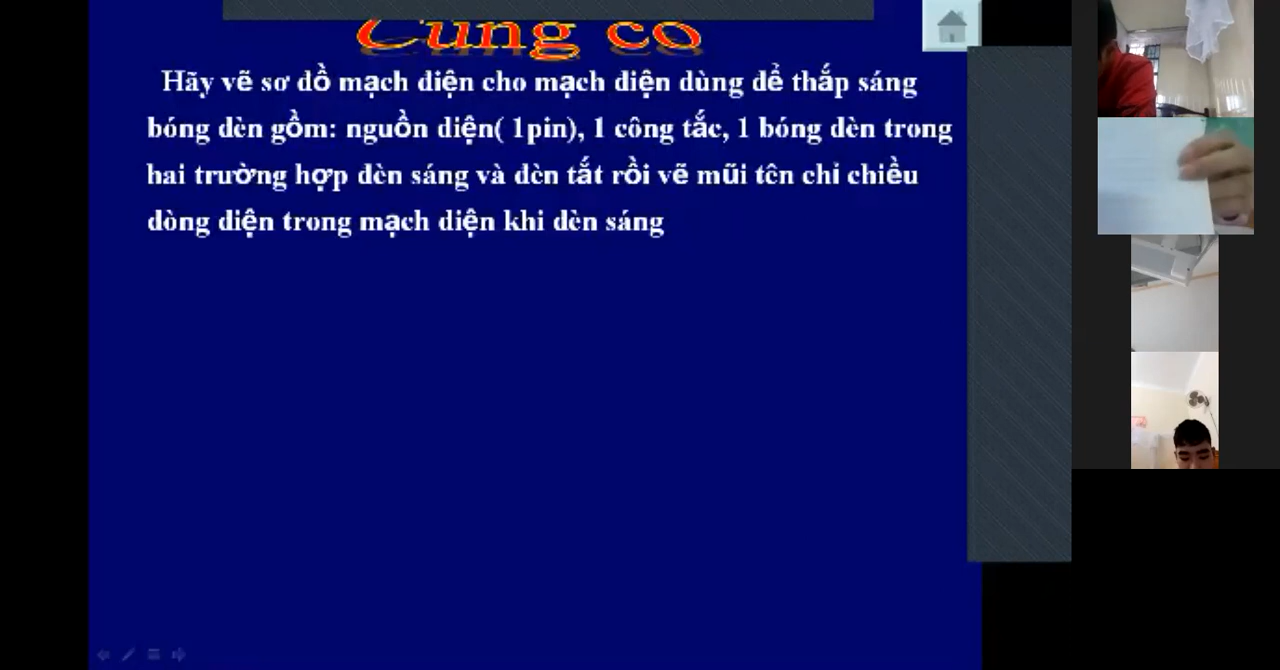 Củng cố
Hãy vẽ sơ đồ mạch điện cho mạch điện dùng để thắp sáng
bóng đèn gồm: nguồn điện( 1pin), 1 công tắc, 1 bóng đèn trong
hai trường hợp đèn sáng và đèn tắt rồi vẽ mũi tên chỉ chiều
dòng điện trong mạch điện khi đèn sáng